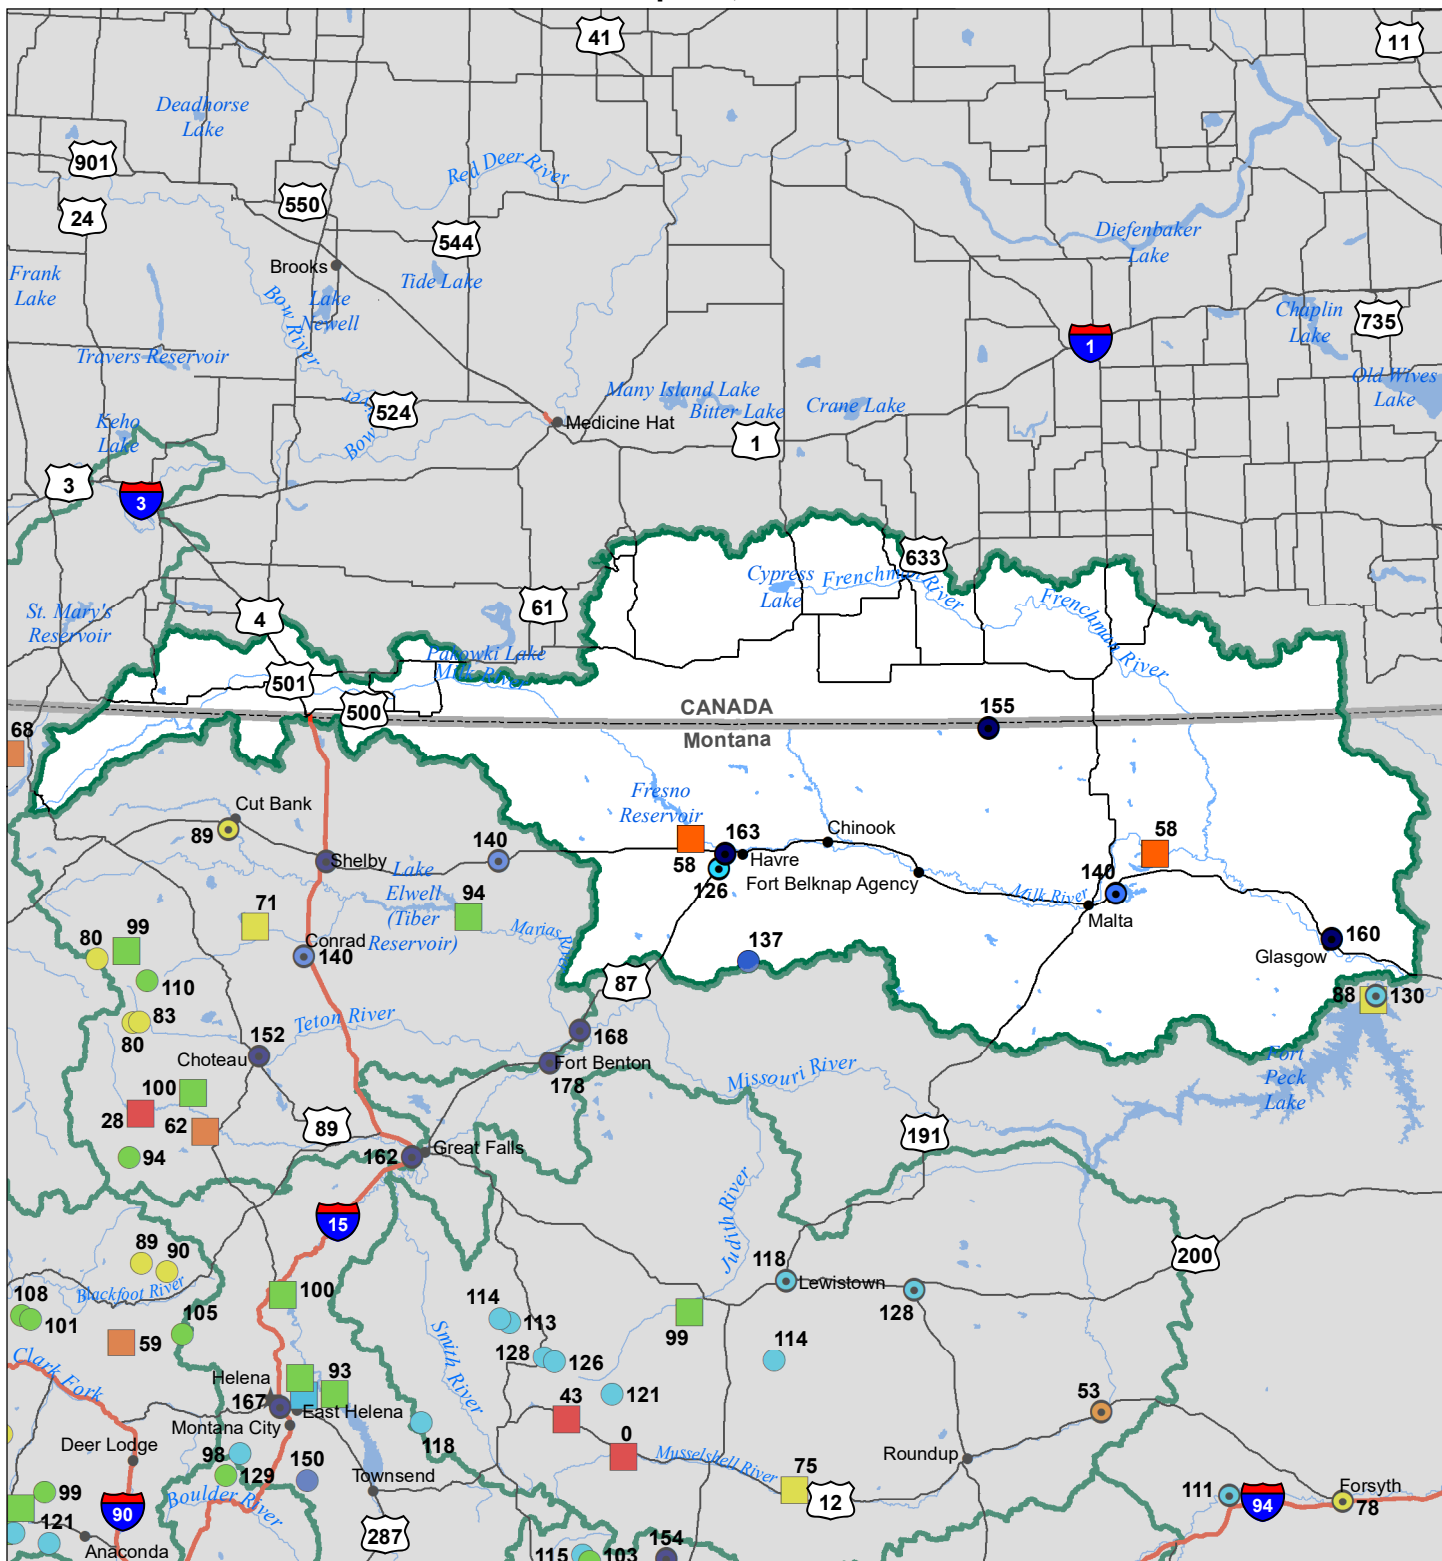 41
11
Deadhorse
Lake
901
Red Deer River
550
24
544
Diefenbaker
Lake
Brooks
Frank
Lake
Tide Lake
Lake
Newell
Bow River
Chaplin
Lake
735
1
Travers Reservoir
Many Island Lake
Old Wives
Lake
524
Bitter Lake
Crane Lake
Keho
Lake
Bow
Medicine Hat
1
3
3
633
Cypress
Lake
Frenchman River
Frenchman River
61
4
St. Mary's
Reservoir
Pakowki Lake
Milk River
501
500
CANADA
Montana
155
68
Fresno
Reservoir
Cut Bank
89
163
Chinook
58
58
140
Shelby
Havre
Lake
Elwell
(Tiber
Reservoir)
126
Fort Belknap Agency
Milk River
140
71
94
Malta
Marias River
99
80
Conrad
140
137
160
Glasgow
110
87
88
130
83
80
Teton River
152
168
Choteau
Fort Benton
178
Missouri River
Fort
Peck
Lake
100
28
62
89
191
Great Falls
162
94
Judith River
15
200
89
90
118
Lewistown
Blackfoot River
108
101
105
100
114
113
99
128
59
Smith River
128
126
114
Clark Fork
Helena
93
167
121
East Helena
43
53
Montana City
0
118
Deer Lodge
98
129
150
Musselshell River
Roundup
Townsend
75
12
99
Boulder River
111
94
Forsyth
78
90
121
287
Anaconda
115
103
154